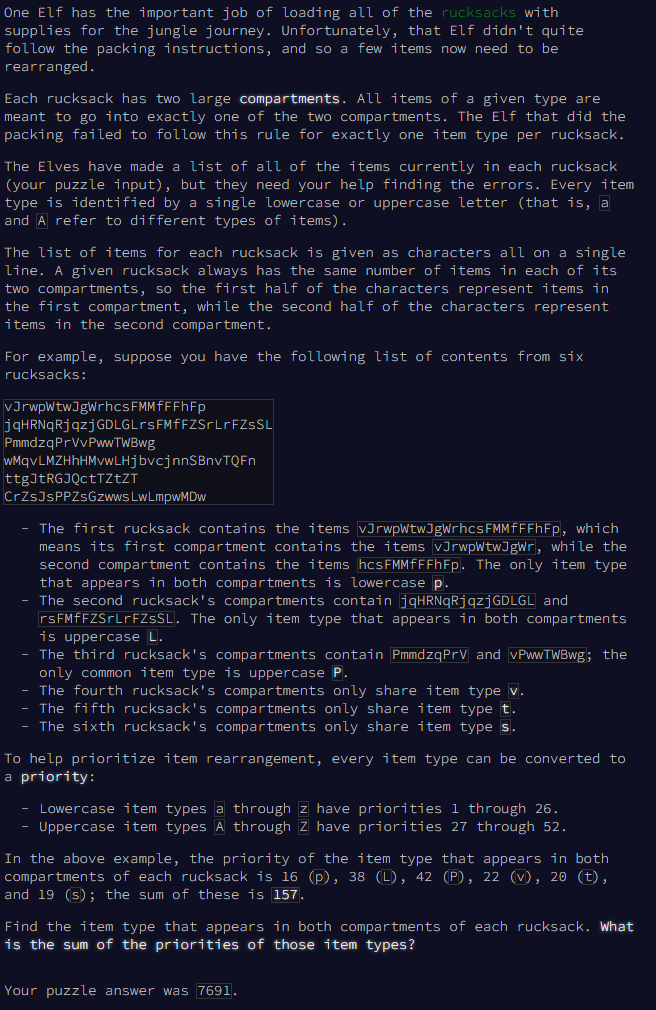 One Elf has the important job of loading all of the rucksacks with
supplies for the jungle journey. Unfortunately, that Elf didn't quite
follow the packing instructions, and so a few items now need to be
rearranged.
Each rucksack has two large compartments. All items of a given type are
meant to go into exactly one of the two compartments. The Elf that did the
packing failed to follow this rule for exactly one item type per rucksack.
The Elves have made a list of all of the items currently in each rucksack
(your puzzle input), but they need your help finding the errors. Every item
type is identified by a single lowercase or uppercase letter (that is, a
and A refer to different types of items).
The list of items for each rucksack is given as characters all on a single
line. A given rucksack always has the same number of items in each of its
two compartments, so the first half of the characters represent items in
the first compartment, while the second half of the characters represent
items in the second compartment.
For example, suppose you have the following list of contents from six
rucksacks:
vJrwpWtwJgWrhcsFMMfFFhFp
jqHRNqRjqzjGDLGLrsFMfFZSrLrFZsSL
PmmdzqPrVvPwwTWBwg
wMqvLMZHhHMvwLHjbvcjnnSBnvTQFn
ttgJtRGJQctTZtZT
CrZsJsPPZsGzwwsLwLmpwMDw
- The first rucksack contains the items vJrwpWtwJgWrhcsFMMfFFhFp, which
means its first compartment contains the items vJrwpWtwJgWr, while the
second compartment contains the items hcsFMMfFFhFp. The only item type
that appears in both compartments is lowercase p.
- The second rucksack's compartments contain jqHRNqRjqzjGDLGL and
rsFMfFZSrLrFZsSL. The only item type that appears in both compartments
is uppercase L.
- The third rucksack's compartments contain PmmdzqPrV and vPwwTWBwg; the
only common item type is uppercase P.
- The fourth rucksack's compartments only share item type v.
- The fifth rucksack's compartments only share item type t.
- The sixth rucksack's compartments only share item type s.
To help prioritize item rearrangement, every item type can be converted to
a priority:
- Lowercase item types a through z have priorities 1 through 26.
- Uppercase item types A through Z have priorities 27 through 52.
In the above example, the priority of the item type that appears in both
compartments of each rucksack is 16 (p), 38 (L), 42 (P), 22 (v), 20 (t),
and 19 (s); the sum of these is 157.
Find the item type that appears in both compartments of each rucksack. What
is the sum of the priorities of those item types?
Your puzzle answer was 7691.